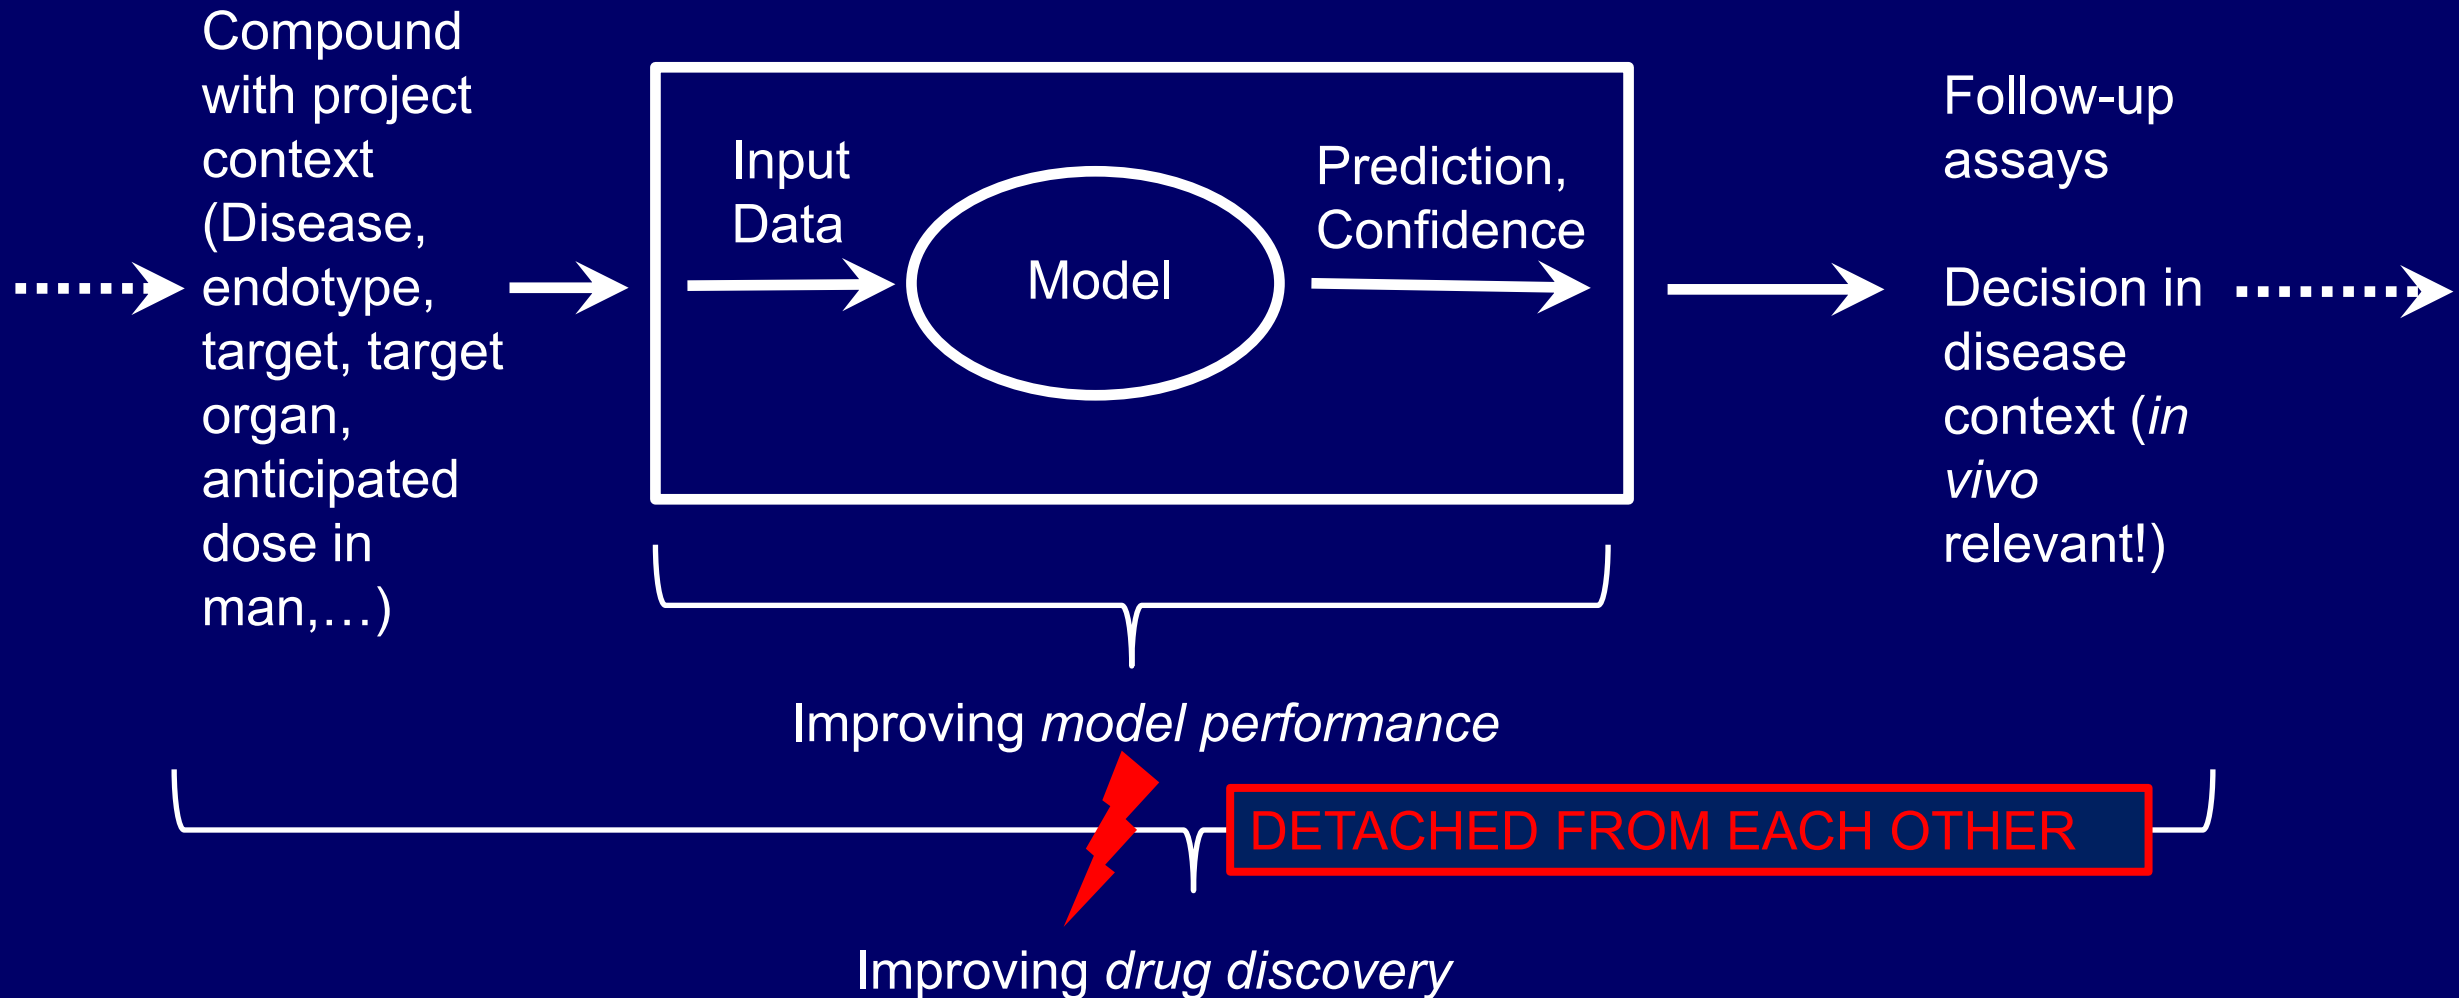 Compound
with project
context
(Disease,
endotype,
target, target
organ,
anticipated
dose in
man,…)
Input
Data
Model
Prediction,
Confidence
Follow-up
assays
Decision in
disease
context (in
vivo
relevant!)
Improving model performance
DETACHED FROM EACH OTHER
Improving drug discovery